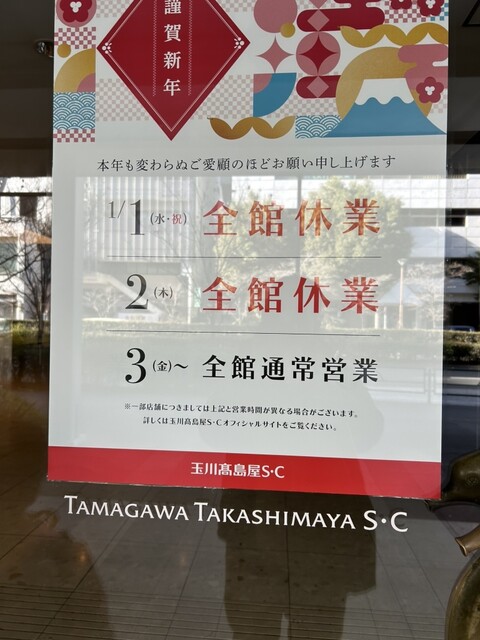 謹賀新年
本年も変わらぬご愛顧のほどお願い申し上げます
1/1(水・祝) 全館休業
2(木) 全館休業
3(金)～ 全館通常営業
※一部店舗につきましては上記と営業時間が異なる場合がございます。
詳しくは玉川髙島屋S・Cオフィシャルサイトをご覧ください。
玉川髙島屋S・C
TAMAGAWA TAKASHIMAYA S・C